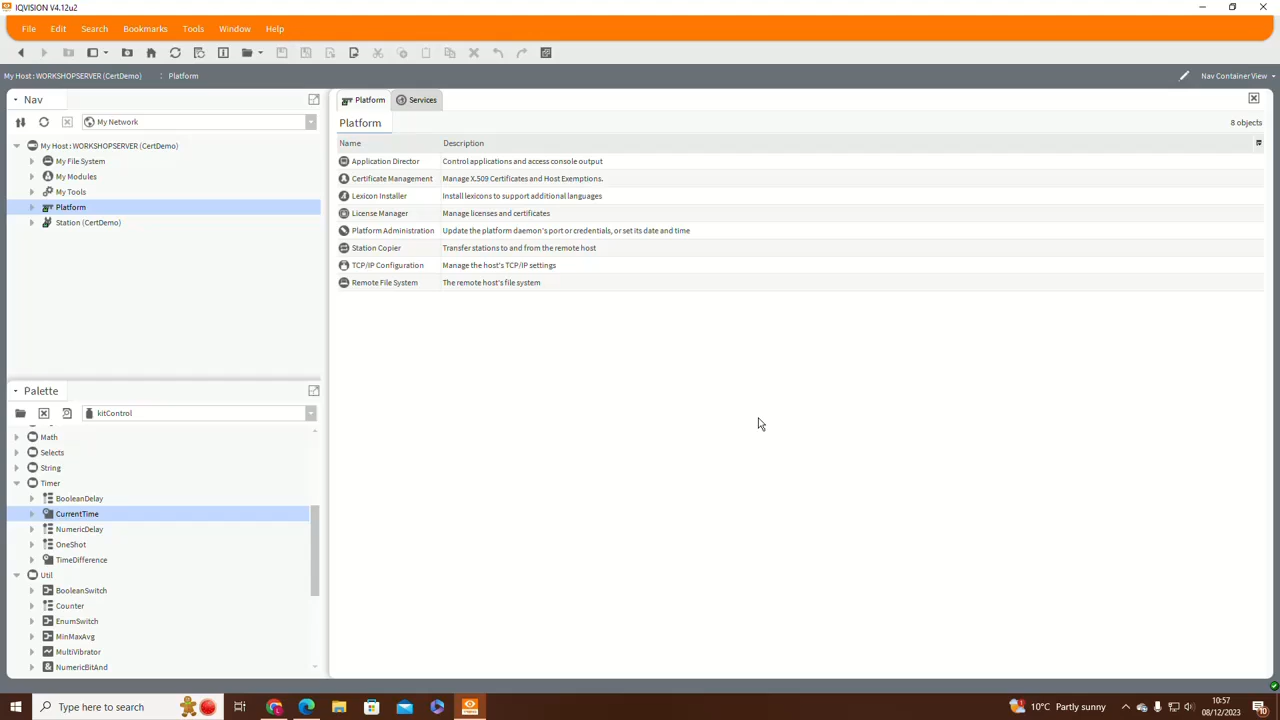 IQVISION V4.12u2
File Edit Search Bookmarks Tools Window Help
My Host : WORKSHOPSERVER (CertDemo) : Platform
Nav Container View
Nav
My Network
My Host : WORKSHOPSERVER (CertDemo)
My File System
My Modules
My Tools
Platform
Station (CertDemo)
Palette
kitControl
Math
Selects
String
Timer
BooleanDelay
CurrentTime
NumericDelay
OneShot
TimeDifference
Util
BooleanSwitch
Counter
EnumSwitch
MinMaxAvg
MultiVibrator
NumericBitAnd
Platform Services
Platform
8 objects
Name Description
Application Director Control applications and access console output
Certificate Management Manage X.509 Certificates and Host Exemptions.
Lexicon Installer Install lexicons to support additional languages
License Manager Manage licenses and certificates
Platform Administration Update the platform daemon's port or credentials, or set its date and time
Station Copier Transfer stations to and from the remote host
TCP/IP Configuration Manage the host's TCP/IP settings
Remote File System The remote host's file system
Type here to search
10°C Partly sunny
10:57
08/12/2023
10